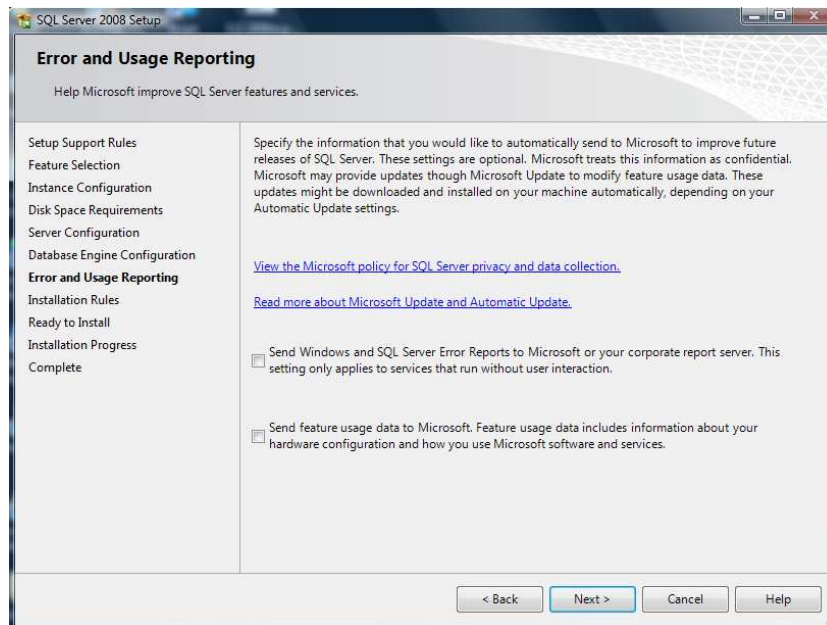 SQL Server 2008 Setup
Error and Usage Reporting
Help Microsoft improve SQL Server features and services.
Setup Support Rules
Feature Selection
Instance Configuration
Disk Space Requirements
Server Configuration
Database Engine Configuration
Error and Usage Reporting
Installation Rules
Ready to Install
Installation Progress
Complete
Specify the information that you would like to automatically send to Microsoft to improve future
releases of SQL Server. These settings are optional. Microsoft treats this information as confidential.
Microsoft may provide updates though Microsoft Update to modify feature usage data. These
updates might be downloaded and installed on your machine automatically, depending on your
Automatic Update settings.
View the Microsoft policy for SQL Server privacy and data collection.
Read more about Microsoft Update and Automatic Update.
Send Windows and SQL Server Error Reports to Microsoft or your corporate report server. This
setting only applies to services that run without user interaction.
Send feature usage data to Microsoft. Feature usage data includes information about your
hardware configuration and how you use Microsoft software and services.
< Back
Next >
Cancel
Help